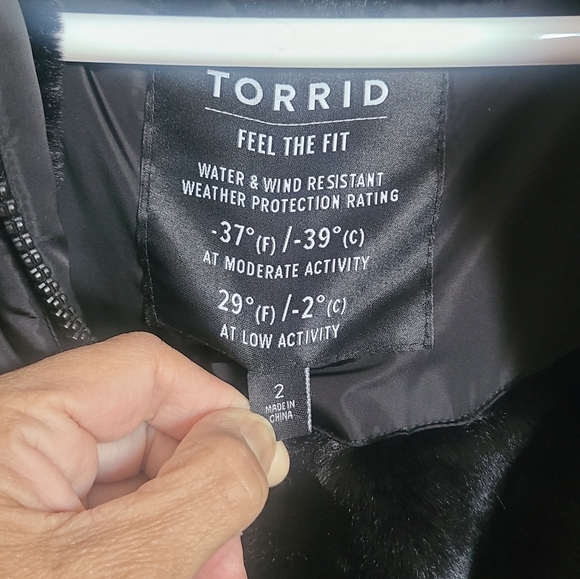 TORRID
FEEL THE FIT
WATER & WIND RESISTANT
WEATHER PROTECTION RATING
-37°(F) /-39°(C)
AT MODERATE ACTIVITY
29°(F) /-2°(C)
AT LOW ACTIVITY
2
MADE IN
CHINA